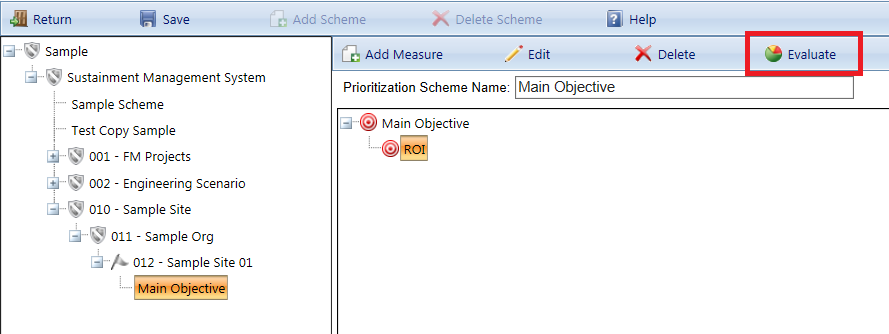 Return Save Add Scheme Delete Scheme Help
Sample
Sustainment Management System
Sample Scheme
Test Copy Sample
001 - FM Projects
002 - Engineering Scenario
010 - Sample Site
011 - Sample Org
012 - Sample Site 01
Main Objective
Add Measure Edit Delete Evaluate
Prioritization Scheme Name: Main Objective
Main Objective
ROI